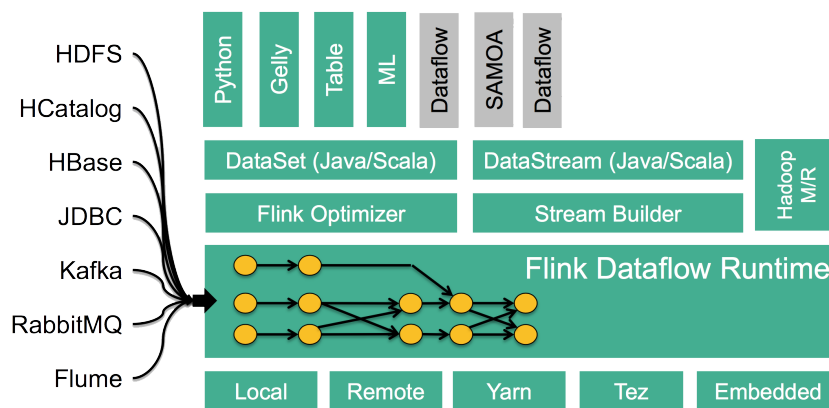 HDFS
HCatalog
HBase
JDBC
Kafka
RabbitMQ
Flume
Python
Gelly
Table
ML
Dataflow
SAMOA
Dataflow
DataSet (Java/Scala)
DataStream (Java/Scala)
Hadoop
M/R
Flink Optimizer
Stream Builder
Flink Dataflow Runtime
Local
Remote
Yarn
Tez
Embedded